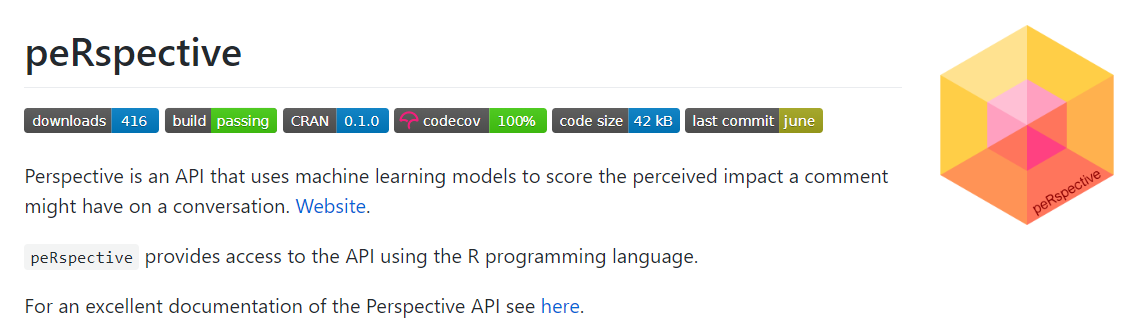 peRspective
downloads 416 build passing CRAN 0.1.0 codecov 100% code size 42 kB last commit june
Perspective is an API that uses machine learning models to score the perceived impact a comment
might have on a conversation. Website.
peRspective provides access to the API using the R programming language.
For an excellent documentation of the Perspective API see here.
peRspective